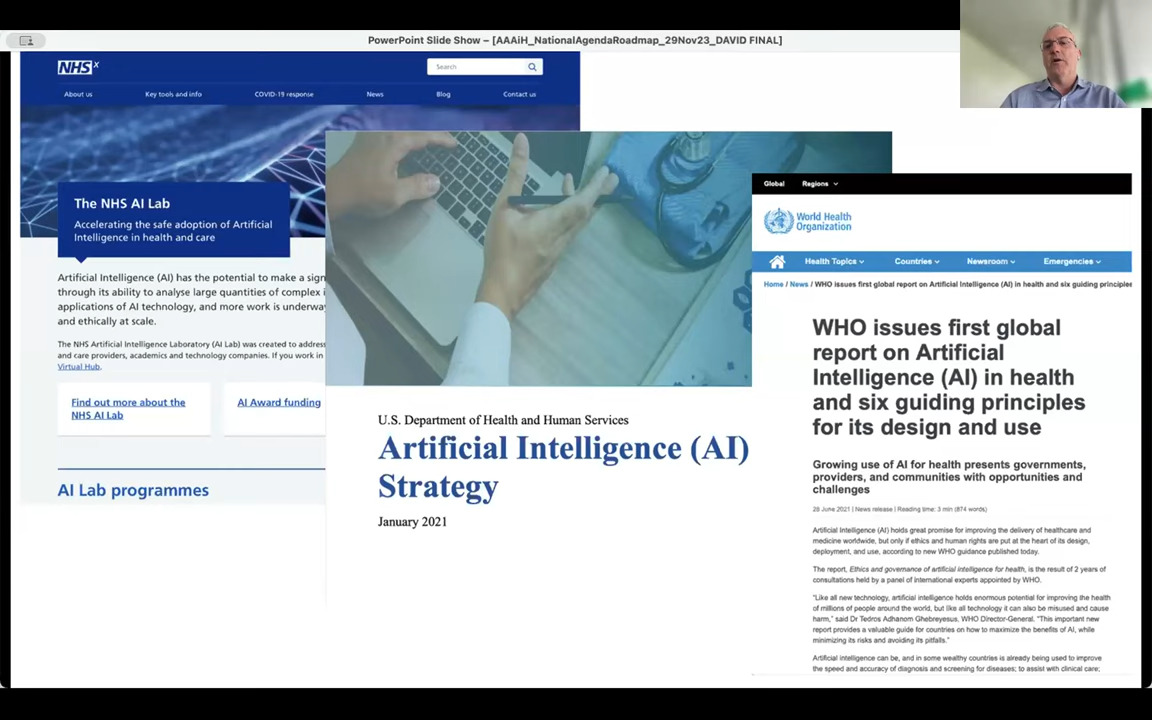 PowerPoint Slide Show – [AAAiH_NationalAgendaRoadmap_29Nov23_DAVID FINAL]
NHSX
Search
About us
Key tools and info
COVID-19 response
News
Blog
Contact us
The NHS AI Lab
Accelerating the safe adoption of Artificial
Intelligence in health and care
Artificial Intelligence (AI) has the potential to make a sign
through its ability to analyse large quantities of complex i
applications of AI technology, and more work is underway
and ethically at scale.
The NHS Artificial Intelligence Laboratory (AI Lab) was created to address
and care providers, academics and technology companies. If you work in
Virtual Hub.
Find out more about the
NHS AI Lab
AI Award funding
AI Lab programmes
U.S. Department of Health and Human Services
Artificial Intelligence (AI)
Strategy
January 2021
Global
Regions
World Health
Organization
Health Topics
Countries
Newsroom
Emergencies
Home / News / WHO issues first global report on Artificial Intelligence (AI) in health and six guiding principles
WHO issues first global
report on Artificial
Intelligence (AI) in health
and six guiding principles
for its design and use
Growing use of AI for health presents governments,
providers, and communities with opportunities and
challenges
28 June 2021 | News release | Reading time: 3 min (874 words)
Artificial Intelligence (AI) holds great promise for improving the delivery of healthcare and
medicine worldwide, but only if ethics and human rights are put at the heart of its design,
deployment, and use, according to new WHO guidance published today.
The report, Ethics and governance of artificial intelligence for health, is the result of 2 years of
consultations held by a panel of international experts appointed by WHO.
"Like all new technology, artificial intelligence holds enormous potential for improving the health
of millions of people around the world, but like all technology it can also be misused and cause
harm," said Dr Tedros Adhanom Ghebreyesus, WHO Director-General. "This important new
report provides a valuable guide for countries on how to maximize the benefits of AI, while
minimizing its risks and avoiding its pitfalls."
Artificial intelligence can be, and in some wealthy countries is already being used to improve
the speed and accuracy of diagnosis and screening for diseases; to assist with clinical care;